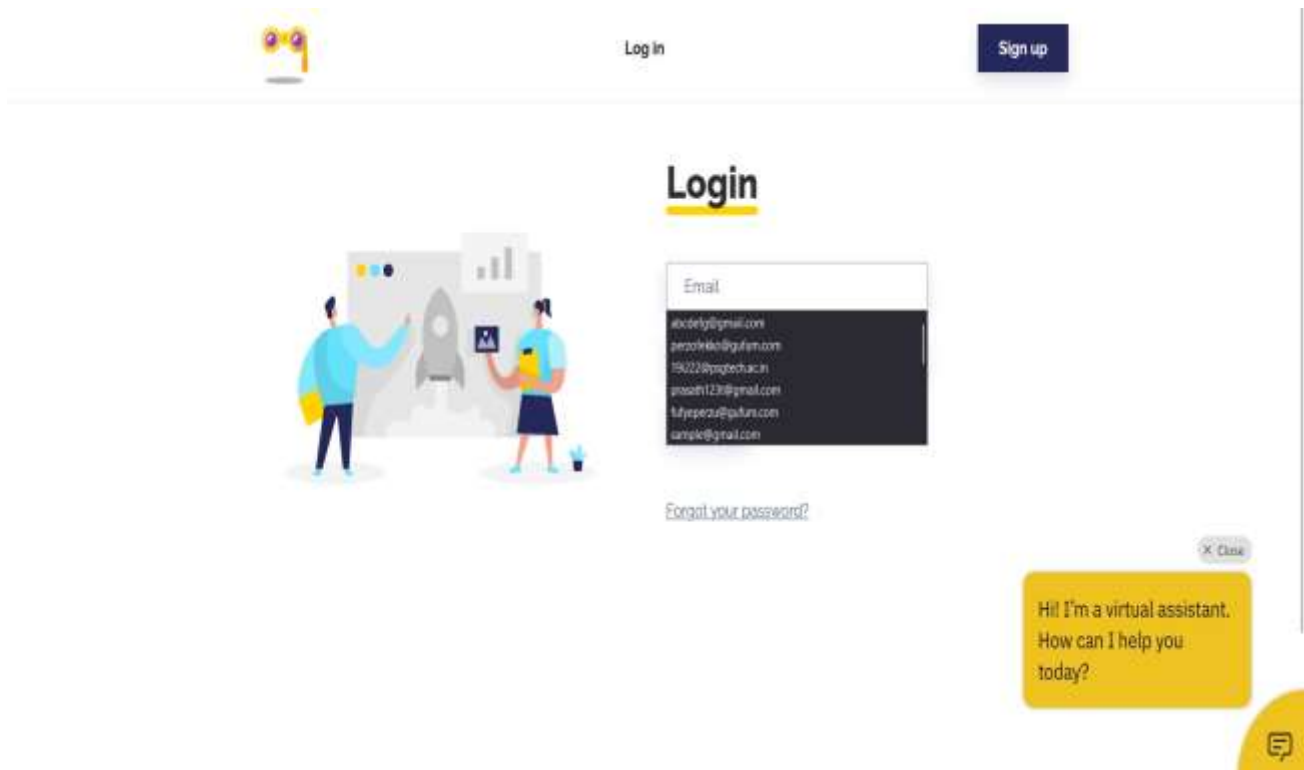 Log in
Sign up
Login
Email
abcdefg@gmail.com
sample@gmail.com
Forgot your password?
× Close
Hi! I'm a virtual assistant.
How can I help you
today?